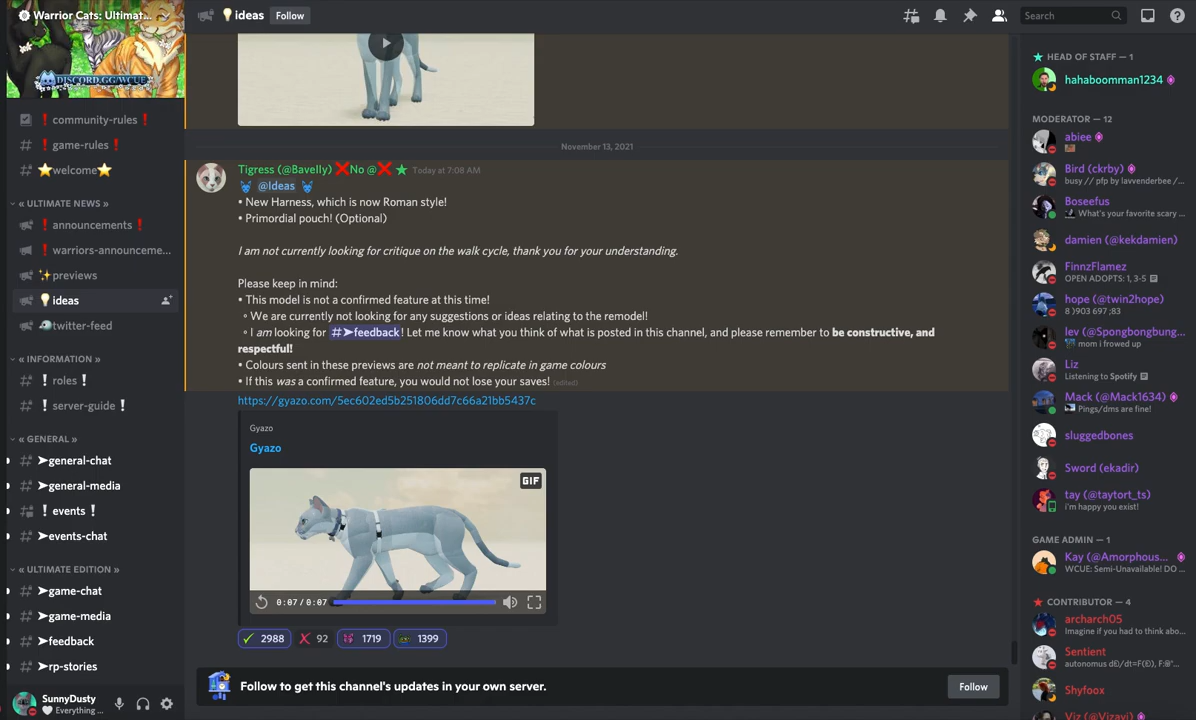 Warrior Cats: Ultimat...
DISCORD.GG/WCUE
❗community-rules❗
❗game-rules❗
⭐welcome⭐
« ULTIMATE NEWS »
❗announcements❗
❗warriors-announceme...
✨previews
💡ideas
twitter-feed
« INFORMATION »
❕roles❕
❕server-guide❕
« GENERAL »
➤general-chat
➤general-media
❕events❕
➤events-chat
« ULTIMATE EDITION »
➤game-chat
➤game-media
➤feedback
➤rp-stories
SunnyDusty
🤍 Everything ...
💡ideas
Follow
Search
November 13, 2021
Tigress (@Bavelly) ❌No @❌ Today at 7:08 AM
@Ideas
• New Harness, which is now Roman style!
• Primordial pouch! (Optional)
I am not currently looking for critique on the walk cycle, thank you for your understanding.
Please keep in mind:
• This model is not a confirmed feature at this time!
◦ We are currently not looking for any suggestions or ideas relating to the remodel!
◦ I am looking for #➤feedback! Let me know what you think of what is posted in this channel, and please remember to be constructive, and
respectful!
• Colours sent in these previews are not meant to replicate in game colours
• If this was a confirmed feature, you would not lose your saves! (edited)
https://gyazo.com/5ec602ed5b251806dd7c66a21bb5437c
Gyazo
Gyazo
GIF
0:07/0:07
2988
92
1719
1399
Follow to get this channel's updates in your own server.
Follow
HEAD OF STAFF — 1
hahaboomman1234
MODERATOR — 12
abiee
Bird (ckrby)
busy // pfp by lavvenderbee /...
Boseefus
What's your favorite scary ...
damien (@kekdamien)
FinnzFlamez
OPEN ADOPTS: 1, 3-5
hope (@twin2hope)
8 )903 697 ;83
lev (@Spongbongbung...
mom i frowed up
Liz
Listening to Spotify
Mack (@Mack1634)
Pings/dms are fine!
sluggedbones
Sword (ekadir)
tay (@taytort_ts)
i'm happy you exist!
GAME ADMIN — 1
Kay (@Amorphous...
WCUE: Semi-Unavailable! DO ...
CONTRIBUTOR — 4
archarch05
Imagine if you had to think abo...
Sentient
Shyfoox
Viz (@Vizavi)